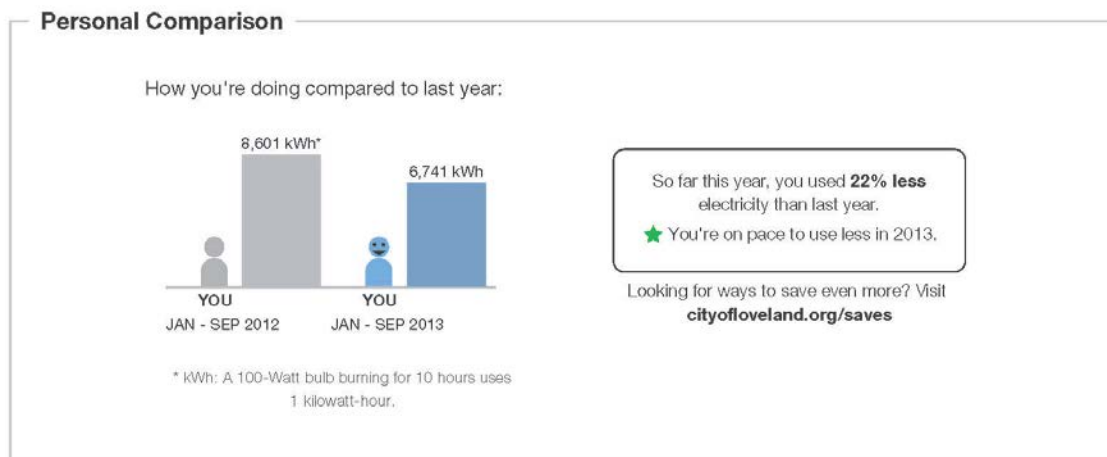 Personal Comparison
How you're doing compared to last year:
8,601 kWh*
6,741 kWh
YOU
JAN - SEP 2012
YOU
JAN - SEP 2013
* kWh: A 100-Watt bulb burning for 10 hours uses
1 kilowatt-hour.
So far this year, you used 22% less
electricity than last year.
You're on pace to use less in 2013.
Looking for ways to save even more? Visit
cityofloveland.org/saves